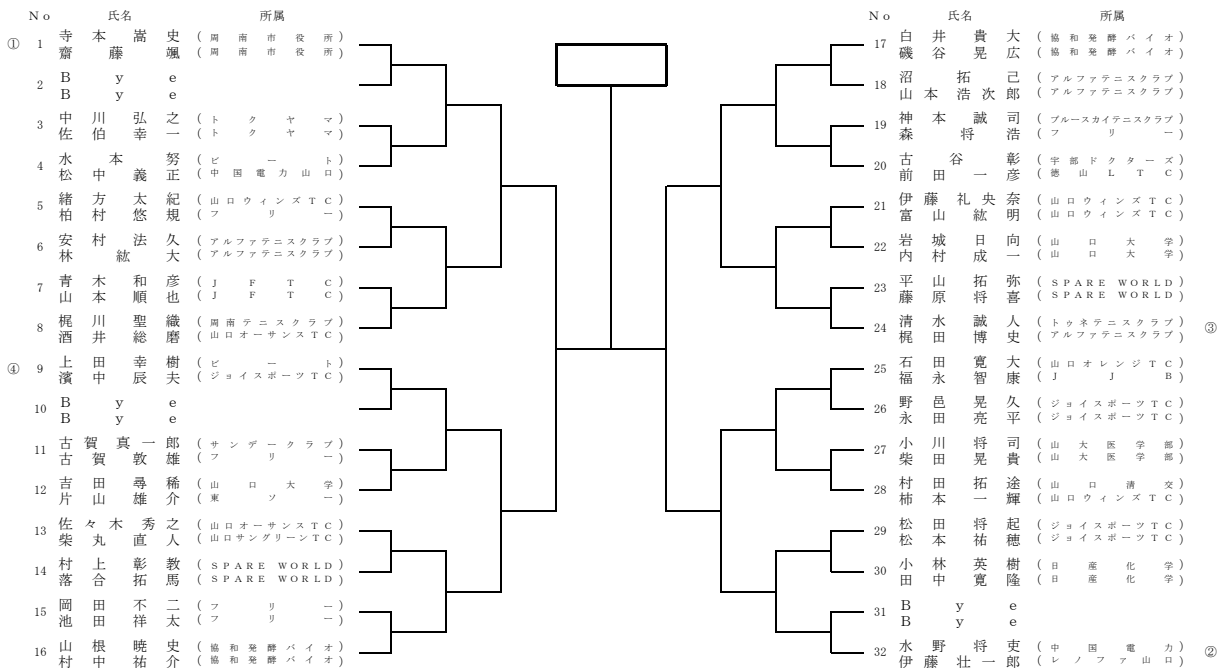 No 氏名 所属
① 1 寺本嵩史 (周南市役所)
齋藤颯 (周南市役所)
2 Bye
Bye
3 中川弘之 (トクヤマ)
佐伯幸一 (トクヤマ)
4 水本努 (ビート)
松中義正 (中国電力山口)
5 緒方太紀 (山口ウィンズTC)
柏村悠規 (フリー)
6 安村法久 (アルファテニスクラブ)
林紘大 (アルファテニスクラブ)
7 青木和彦 (JFTC)
山本順也 (JFTC)
8 梶川聖織 (周南テニスクラブ)
酒井総磨 (山口オーサンスTC)
④ 9 上田幸樹 (ビート)
濱中辰夫 (ジョイスポーツTC)
10 Bye
Bye
11 古賀真一郎 (サンデークラブ)
古賀敦雄 (フリー)
12 吉田尋稀 (山口大学)
片山雄介 (東ソー)
13 佐々木秀之 (山口オーサンスTC)
柴丸直人 (山口サングリーンTC)
14 村上彰教 (SPARE WORLD)
落合拓馬 (SPARE WORLD)
15 岡田不二 (フリー)
池田祥太 (フリー)
16 山根暁史 (協和発酵バイオ)
村中祐介 (協和発酵バイオ)
No 氏名 所属
17 白井貴大 (協和発酵バイオ)
磯谷晃広 (協和発酵バイオ)
18 沼拓己 (アルファテニスクラブ)
山本浩次郎 (アルファテニスクラブ)
19 神本誠司 (ブルースカイテニスクラブ)
森将浩 (フリー)
20 古谷彰 (宇部ドクターズ)
前田一彦 (徳山LTC)
21 伊藤礼央奈 (山口ウィンズTC)
富山紘明 (山口ウィンズTC)
22 岩城日向 (山口大学)
内村成一 (山口大学)
23 平山拓弥 (SPARE WORLD)
藤原将喜 (SPARE WORLD)
24 清水誠人 (トゥネテニスクラブ) ③
梶田博史 (アルファテニスクラブ)
25 石田寛大 (山口オレンジTC)
福永智康 (JJB)
26 野邑晃久 (ジョイスポーツTC)
永田亮平 (ジョイスポーツTC)
27 小川将司 (山大医学部)
柴田晃貴 (山大医学部)
28 村田拓途 (山口清交)
柿本一輝 (山口ウィンズTC)
29 松田将起 (ジョイスポーツTC)
松本祐穂 (ジョイスポーツTC)
30 小林英樹 (日産化学)
田中寛隆 (日産化学)
31 Bye
Bye
32 水野将吏 (中国電力) ②
伊藤壮一郎 (レノファ山口)